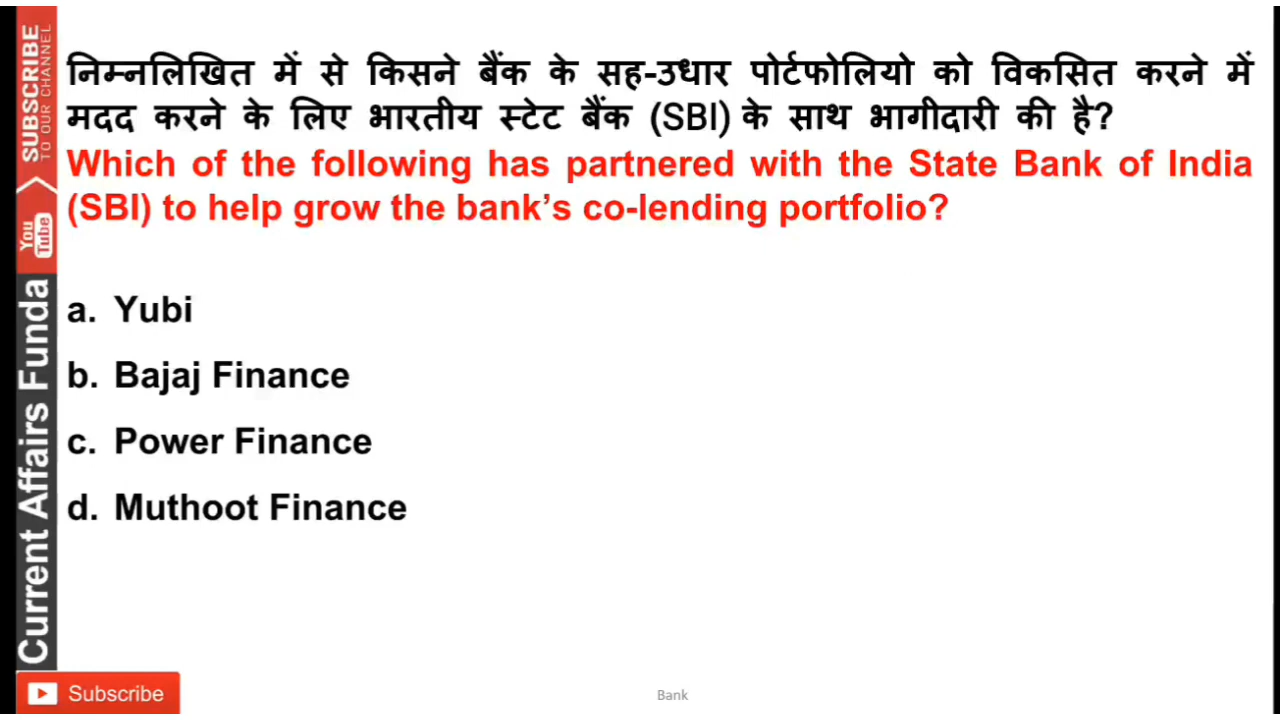 निम्नलिखित में से किसने बैंक के सह-उधार पोर्टफोलियो को विकसित करने में
मदद करने के लिए भारतीय स्टेट बैंक (SBI) के साथ भागीदारी की है?
Which of the following has partnered with the State Bank of India
(SBI) to help grow the bank’s co-lending portfolio?
a. Yubi
b. Bajaj Finance
c. Power Finance
d. Muthoot Finance
SUBSCRIBE
TO OUR CHANNEL
You
Tube
Current Affairs Funda
Subscribe
Bank